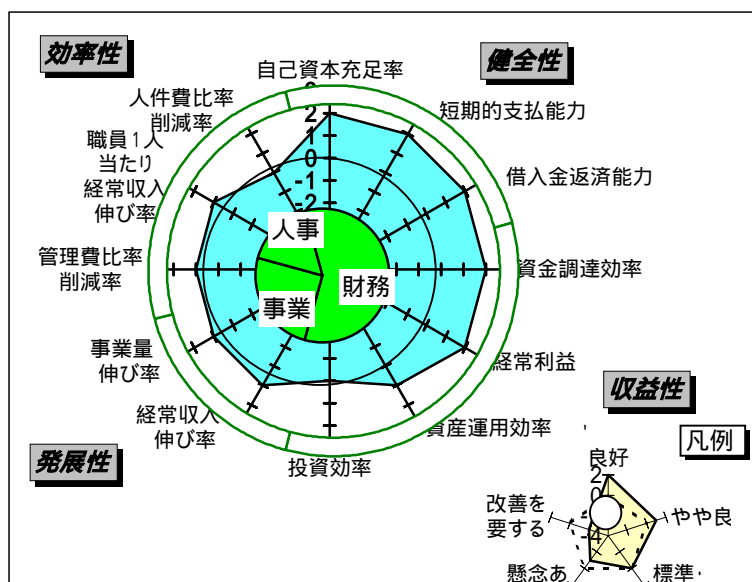 効率性
健全性
自己資本充足率
人件費比率
削減率
短期的支払能力
職員1人
当たり
経常収入
伸び率
借入金返済能力
2
1
0
-1
-2
人事
管理費比率
削減率
資金調達効率
財務
事業
事業量
伸び率
経常利益
収益性
経常収入
伸び率
資産運用効率
凡例
発展性
投資効率
良好
2
0
改善を
要する
やや良
-4
懸念あ
標準